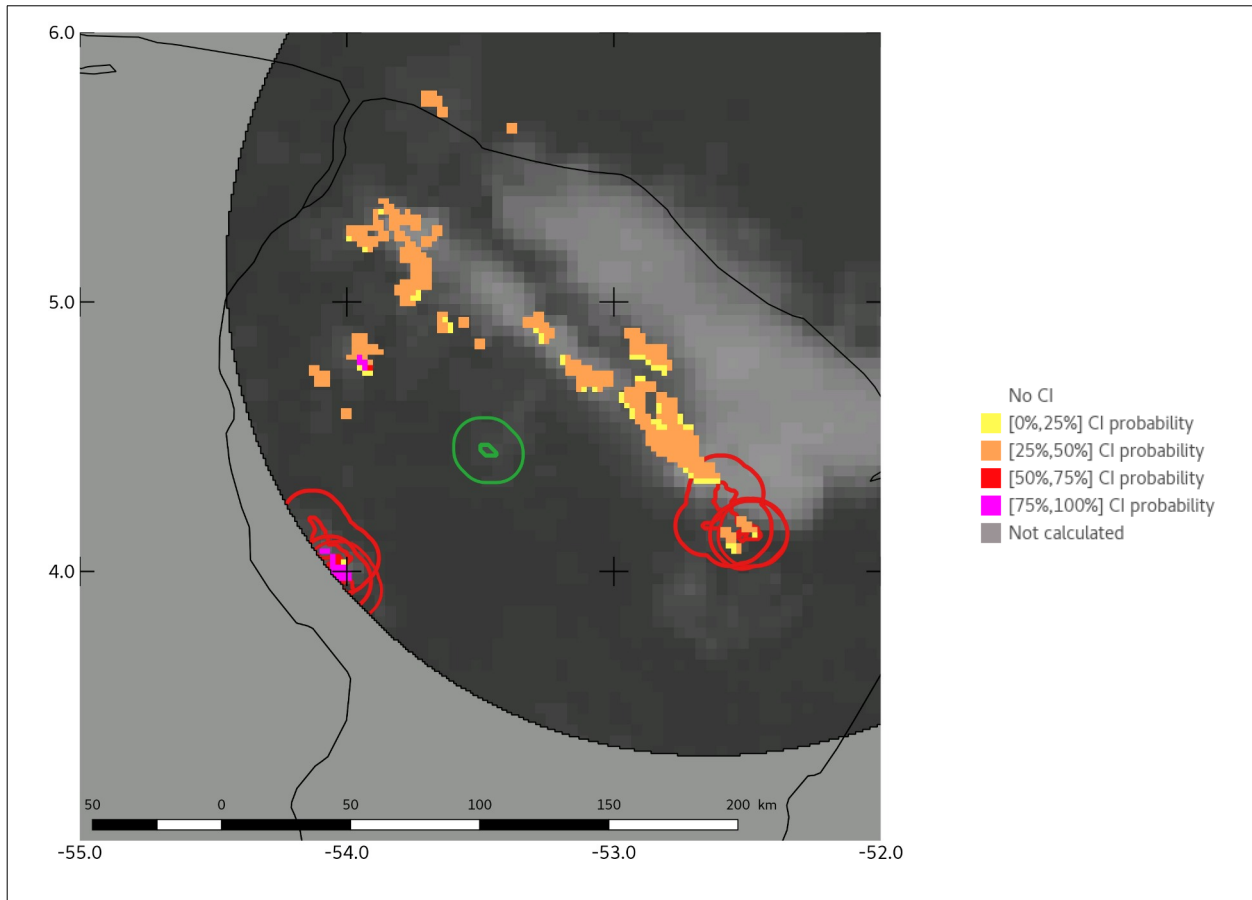 6.0
5.0
4.0
No CI
[0%,25%] CI probability
[25%,50%] CI probability
[50%,75%] CI probability
[75%,100%] CI probability
Not calculated
50 0 50 100 150 200 km
-55.0 -54.0 -53.0 -52.0